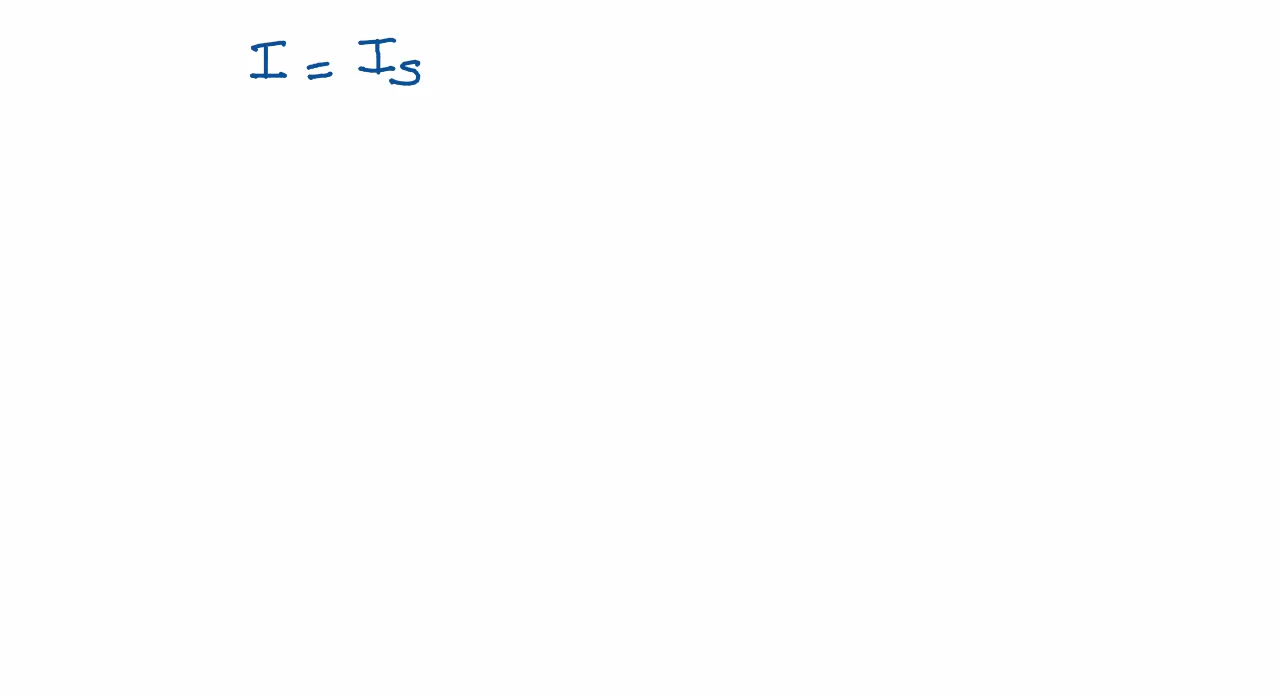 I = Is